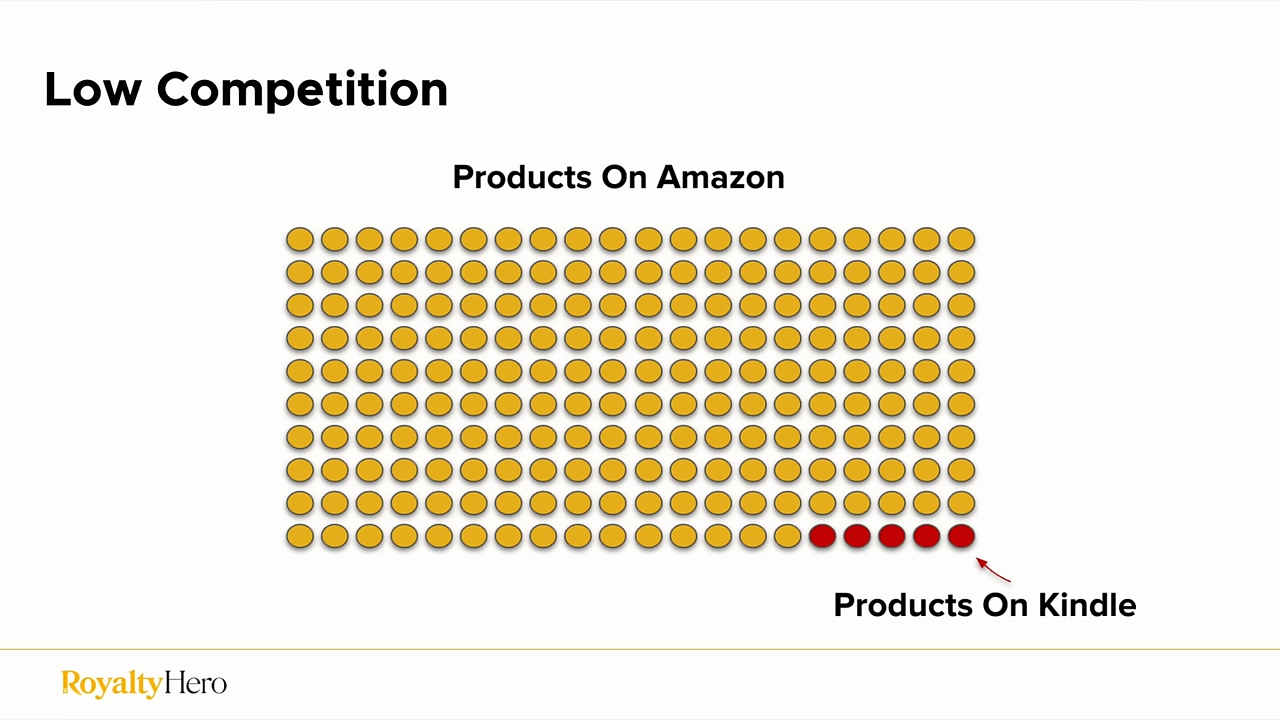 Low Competition
Products On Amazon
Products On Kindle
RoyaltyHero